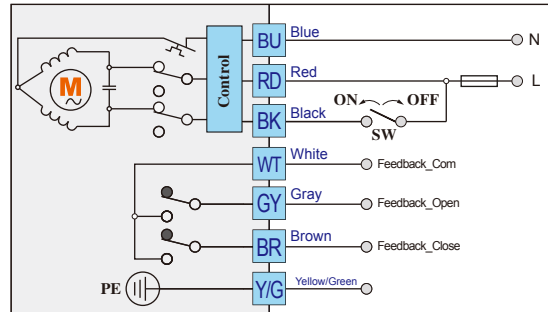 BU Blue N
M
Control
RD Red L
ON OFF
BK Black
SW
WT White Feedback_Com
GY Gray Feedback_Open
BR Brown Feedback_Close
PE Y/G Yellow/Green